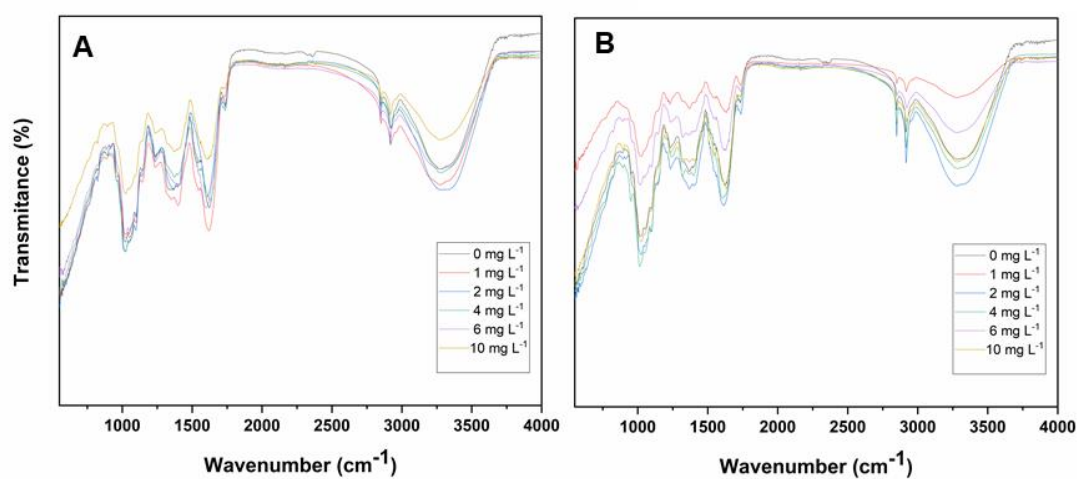 A
B
Transmitance (%)
0 mg L⁻¹
1 mg L⁻¹
2 mg L⁻¹
4 mg L⁻¹
6 mg L⁻¹
10 mg L⁻¹
0 mg L⁻¹
1 mg L⁻¹
2 mg L⁻¹
4 mg L⁻¹
6 mg L⁻¹
10 mg L⁻¹
1000 1500 2000 2500 3000 3500 4000
1000 1500 2000 2500 3000 3500 4000
Wavenumber (cm⁻¹)
Wavenumber (cm⁻¹)